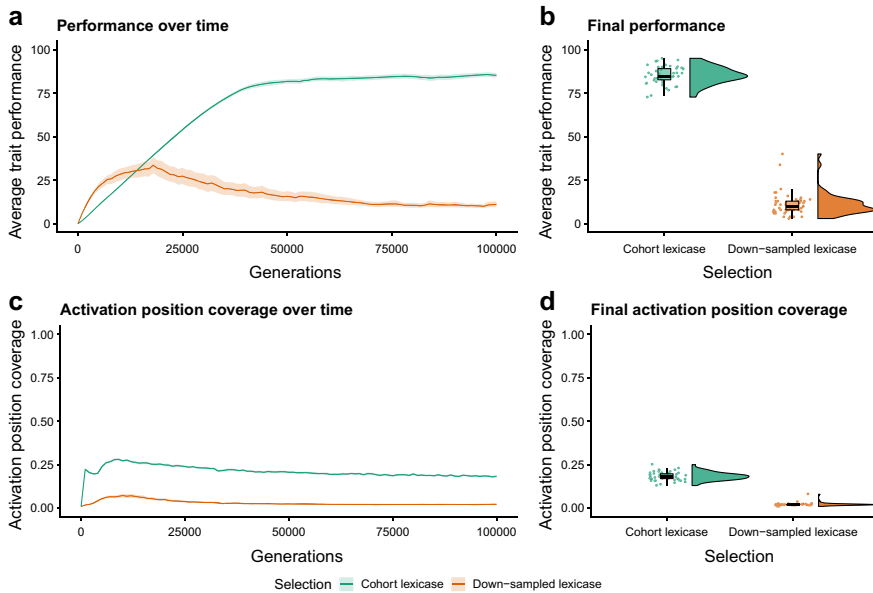 a
Performance over time
Average trait performance
100
75
50
25
0
0
25000
50000
75000
100000
Generations
b
Final performance
Average trait performance
100
75
50
25
0
Cohort lexicase
Down-sampled lexicase
Selection
c
Activation position coverage over time
Activation position coverage
1.00
0.75
0.50
0.25
0.00
0
25000
50000
75000
100000
Generations
d
Final activation position coverage
Activation position coverage
1.00
0.75
0.50
0.25
0.00
Cohort lexicase
Down-sampled lexicase
Selection
Selection Cohort lexicase Down-sampled lexicase